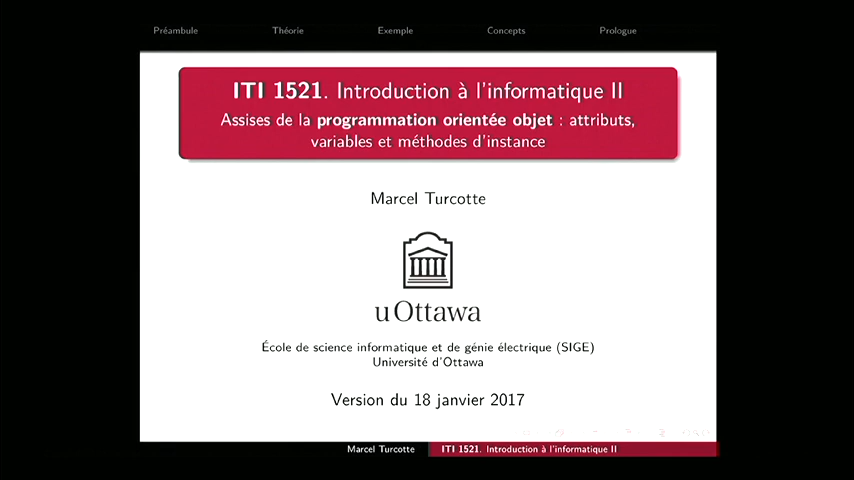 Préambule Théorie Exemple Concepts Prologue
ITI 1521. Introduction à l'informatique II
Assises de la programmation orientée objet : attributs,
variables et méthodes d'instance
Marcel Turcotte
uOttawa
École de science informatique et de génie électrique (SIGE)
Université d'Ottawa
Version du 18 janvier 2017
Marcel Turcotte ITI 1521. Introduction à l'informatique II